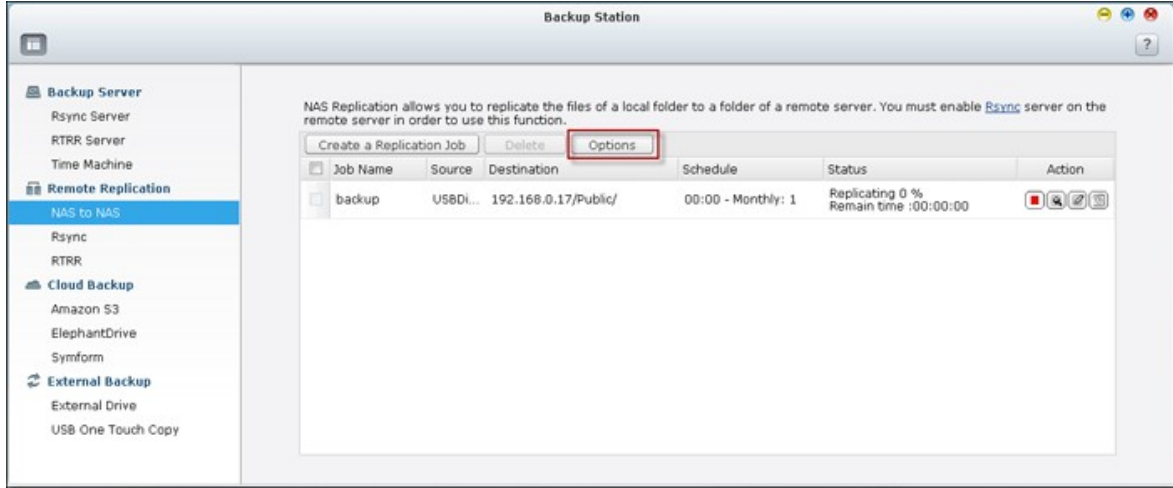 Backup Station
?
Backup Server
Rsync Server
RTRR Server
Time Machine
Remote Replication
NAS to NAS
Rsync
RTRR
Cloud Backup
Amazon S3
ElephantDrive
Symform
External Backup
External Drive
USB One Touch Copy
NAS Replication allows you to replicate the files of a local folder to a folder of a remote server. You must enable Rsync server on the
remote server in order to use this function.
Create a Replication Job Delete Options
Job Name Source Destination Schedule Status Action
backup USBDi... 192.168.0.17/Public/ 00:00 - Monthly: 1 Replicating 0 %
Remain time :00:00:00